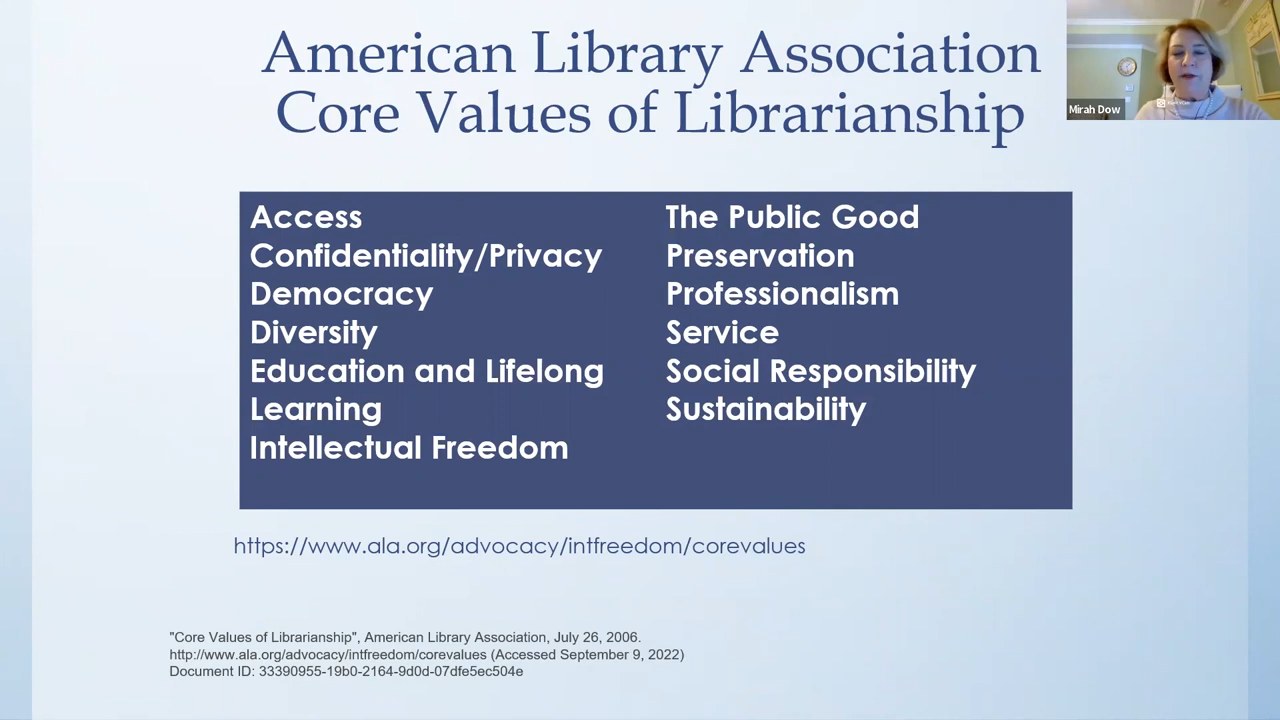 American Library Association
Core Values of Librarianship
Mirah Dow
Access
Confidentiality/Privacy
Democracy
Diversity
Education and Lifelong
Learning
Intellectual Freedom
The Public Good
Preservation
Professionalism
Service
Social Responsibility
Sustainability
https://www.ala.org/advocacy/intfreedom/corevalues
"Core Values of Librarianship", American Library Association, July 26, 2006.
http://www.ala.org/advocacy/intfreedom/corevalues (Accessed September 9, 2022)
Document ID: 33390955-19b0-2164-9d0d-07dfe5ec504e